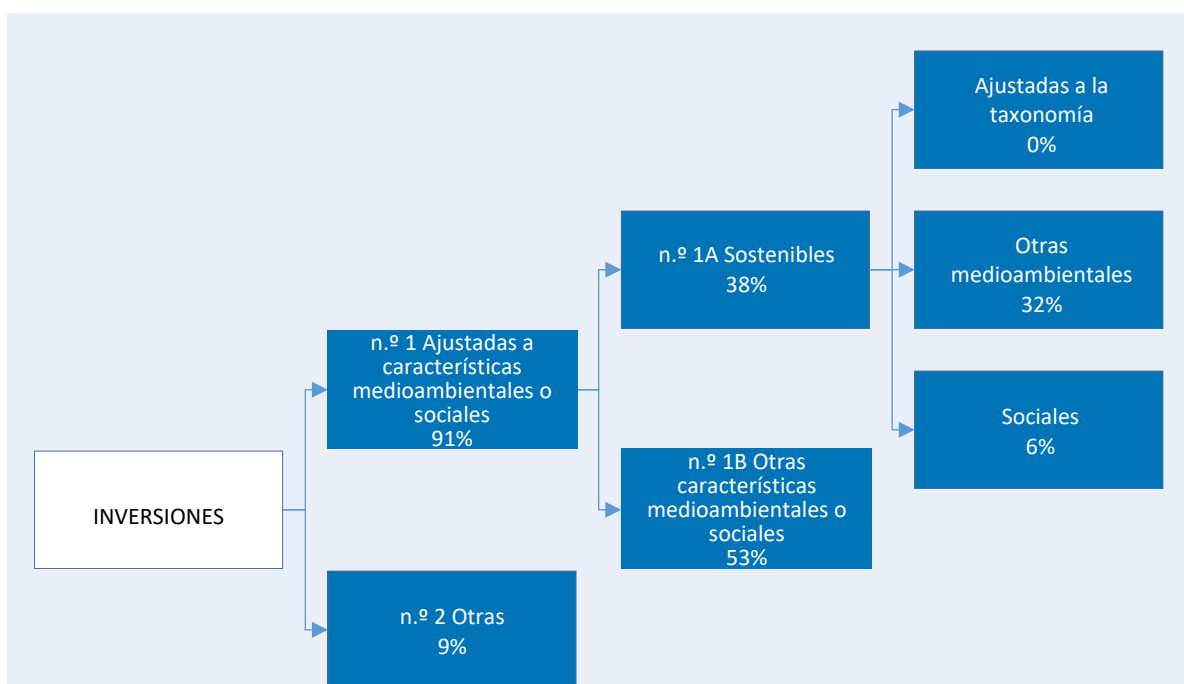 Ajustadas a la
taxonomía
0%
n.º 1A Sostenibles
38%
Otras
medioambientales
32%
n.º 1 Ajustadas a
características
medioambientales o
sociales
91%
Sociales
6%
n.º 1B Otras
características
medioambientales o
sociales
53%
INVERSIONES
n.º 2 Otras
9%